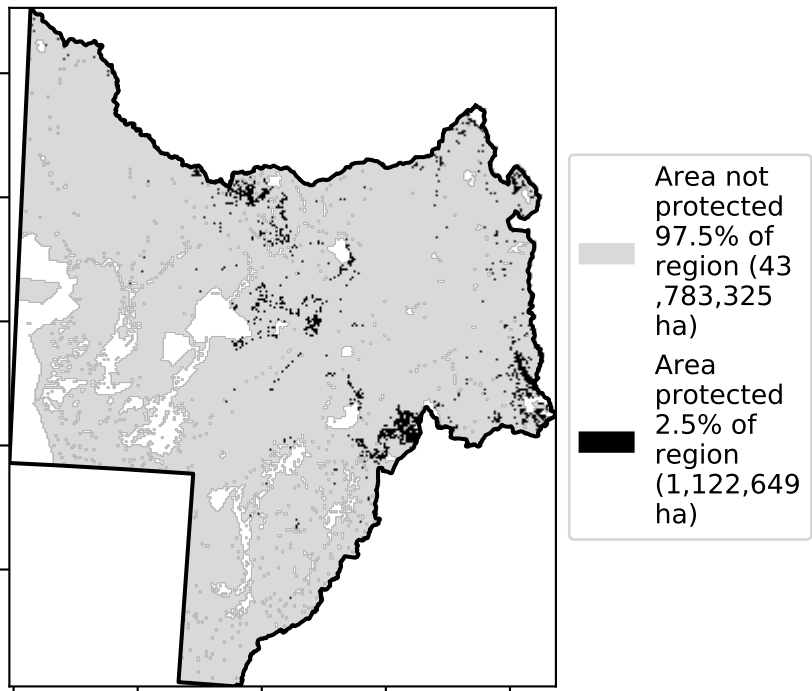 Area not
protected
97.5% of
region (43
,783,325
ha)
Area
protected
2.5% of
region
(1,122,649
ha)